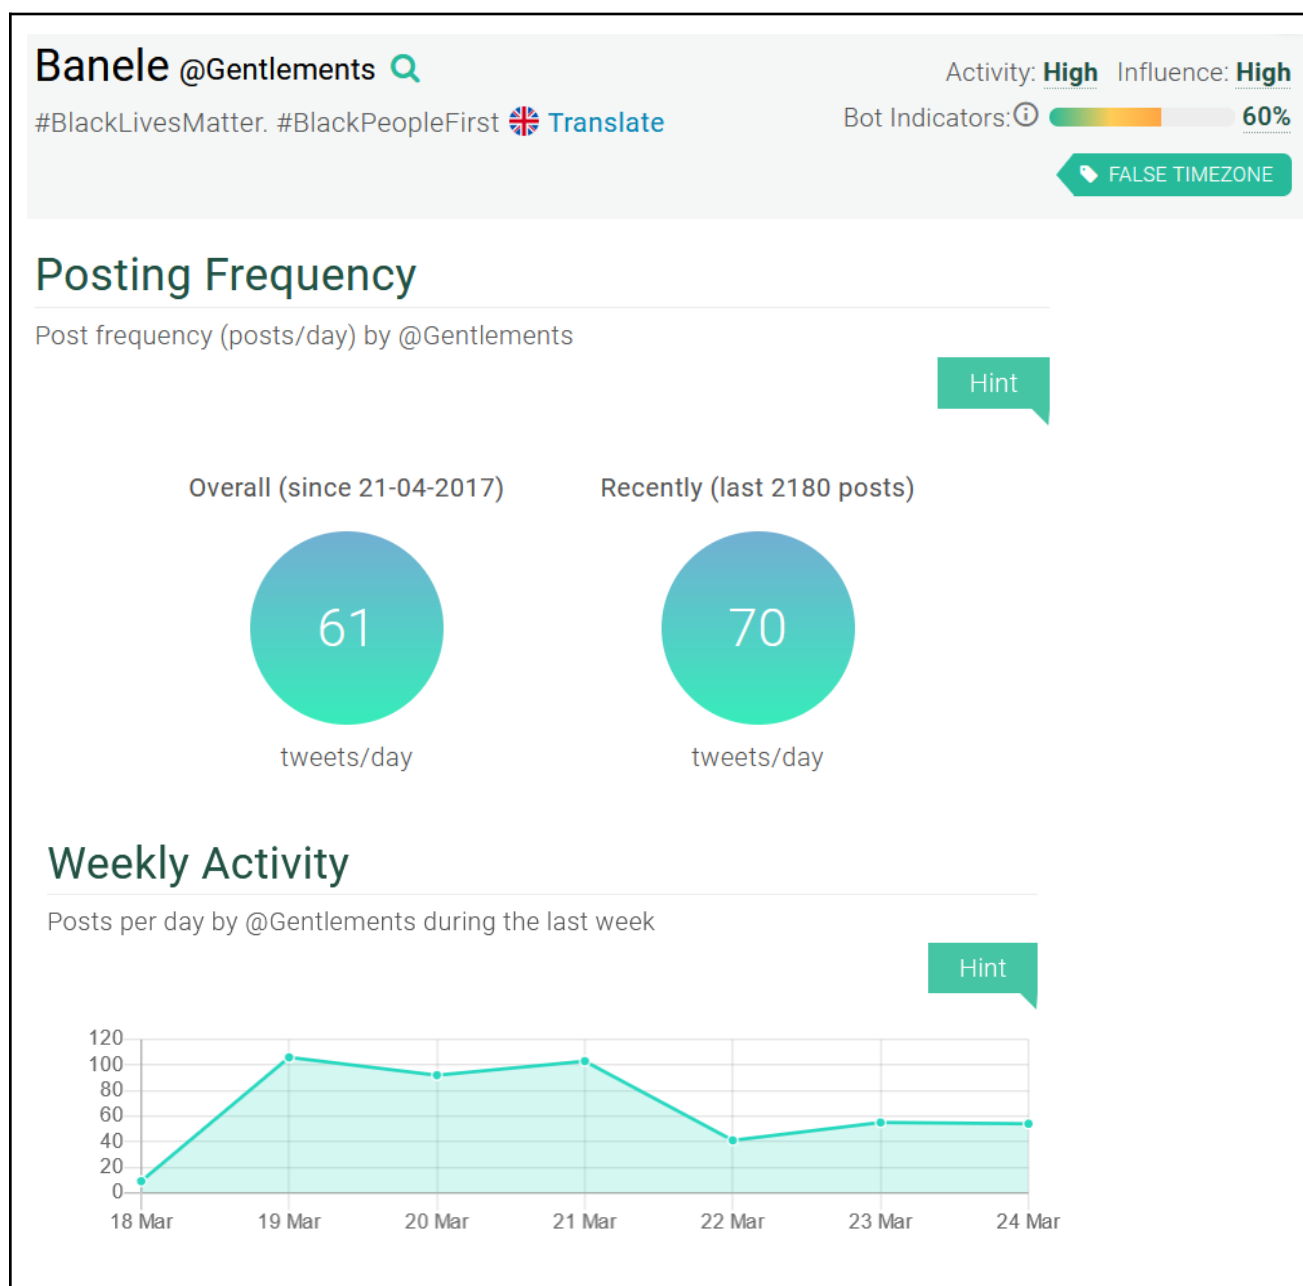 Banele @Gentlements
Activity: High Influence: High
#BlackLivesMatter. #BlackPeopleFirst Translate
Bot Indicators: 60%
FALSE TIMEZONE
Posting Frequency
Post frequency (posts/day) by @Gentlements
Hint
Overall (since 21-04-2017) Recently (last 2180 posts)
61 70
tweets/day tweets/day
Weekly Activity
Posts per day by @Gentlements during the last week
Hint
120
100
80
60
40
20
0
18 Mar 19 Mar 20 Mar 21 Mar 22 Mar 23 Mar 24 Mar